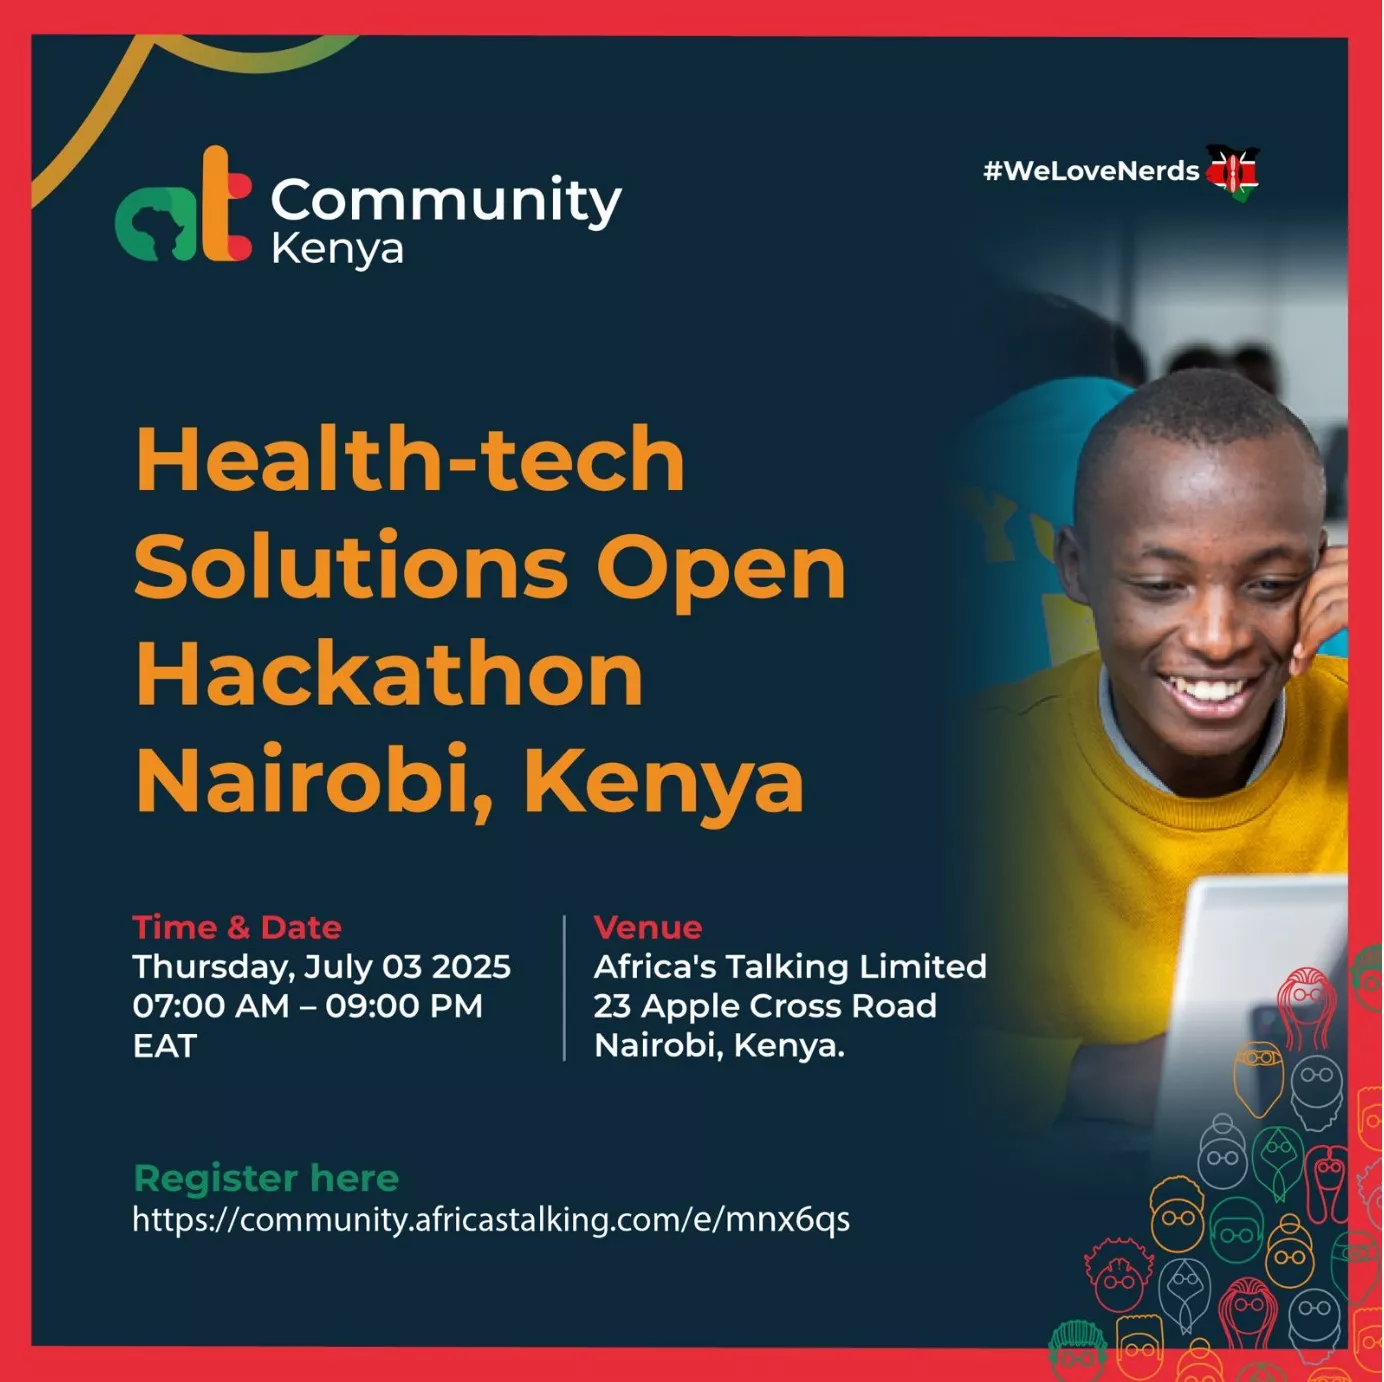 at
Community
Kenya
#WeLoveNerds
Health-tech
Solutions Open
Hackathon
Nairobi, Kenya
Time & Date
Thursday, July 03 2025
07:00 AM – 09:00 PM
EAT
Venue
Africa's Talking Limited
23 Apple Cross Road
Nairobi, Kenya.
Register here
https://community.africastalking.com/e/mnx6qs